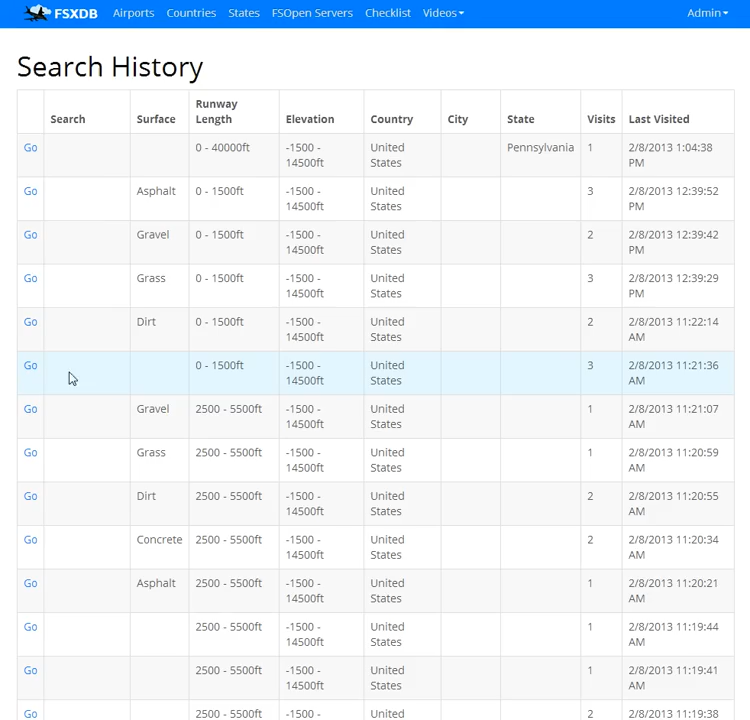 FSXDB Airports Countries States FSOpen Servers Checklist Videos Admin
Search History
Search Surface Runway Length Elevation Country City State Visits Last Visited
Go 0 - 40000ft -1500 - 14500ft United States Pennsylvania 1 2/8/2013 1:04:38 PM
Go Asphalt 0 - 1500ft -1500 - 14500ft United States 3 2/8/2013 12:39:52 PM
Go Gravel 0 - 1500ft -1500 - 14500ft United States 2 2/8/2013 12:39:42 PM
Go Grass 0 - 1500ft -1500 - 14500ft United States 3 2/8/2013 12:39:29 PM
Go Dirt 0 - 1500ft -1500 - 14500ft United States 2 2/8/2013 11:22:14 AM
Go 0 - 1500ft -1500 - 14500ft United States 3 2/8/2013 11:21:36 AM
Go Gravel 2500 - 5500ft -1500 - 14500ft United States 1 2/8/2013 11:21:07 AM
Go Grass 2500 - 5500ft -1500 - 14500ft United States 1 2/8/2013 11:20:59 AM
Go Dirt 2500 - 5500ft -1500 - 14500ft United States 2 2/8/2013 11:20:55 AM
Go Concrete 2500 - 5500ft -1500 - 14500ft United States 2 2/8/2013 11:20:34 AM
Go Asphalt 2500 - 5500ft -1500 - 14500ft United States 1 2/8/2013 11:20:21 AM
Go 2500 - 5500ft -1500 - 14500ft United States 1 2/8/2013 11:19:44 AM
Go 2500 - 5500ft -1500 - 14500ft United States 1 2/8/2013 11:19:41 AM
Go 2500 - 5500ft -1500 - United 2 2/8/2013 11:19:38